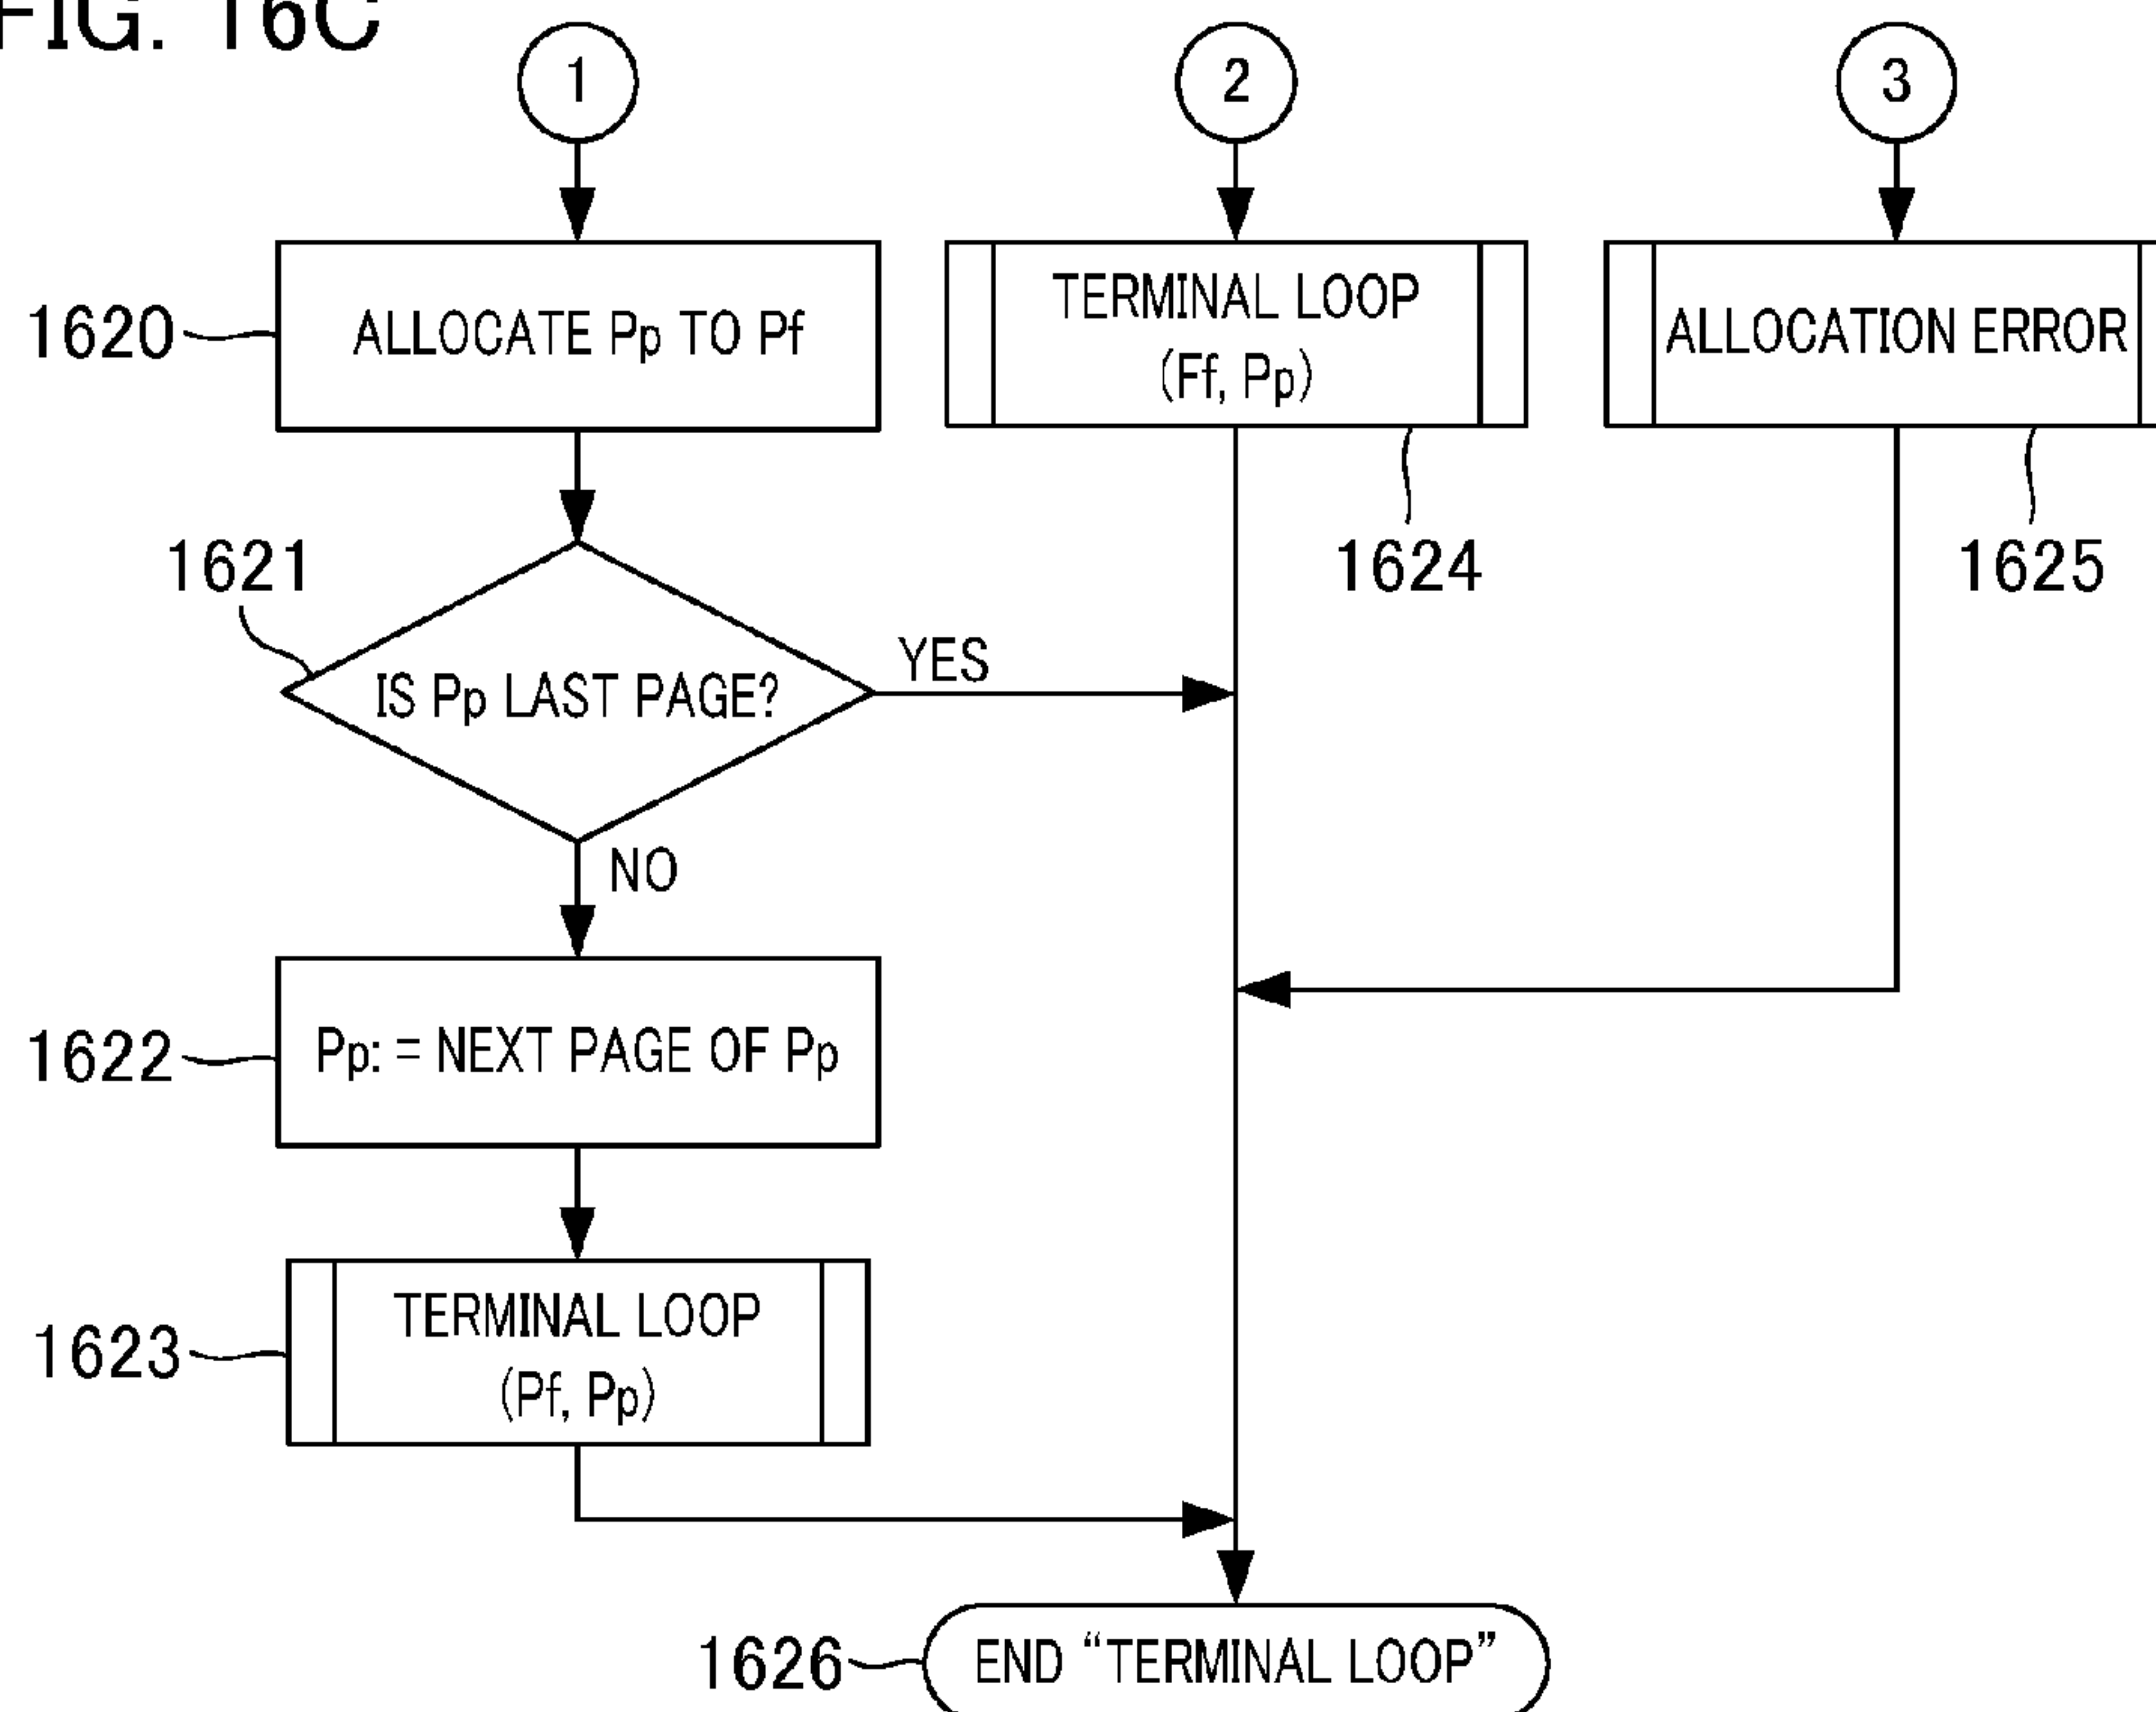 FIG. 16C
1
2
3
1620
ALLOCATE Pp TO Pf
TERMINAL LOOP
(Ff, Pp)
ALLOCATION ERROR
1621
1624
1625
IS Pp LAST PAGE?
YES
NO
1622
Pp: = NEXT PAGE OF Pp
1623
TERMINAL LOOP
(Pf, Pp)
1626
END “TERMINAL LOOP”